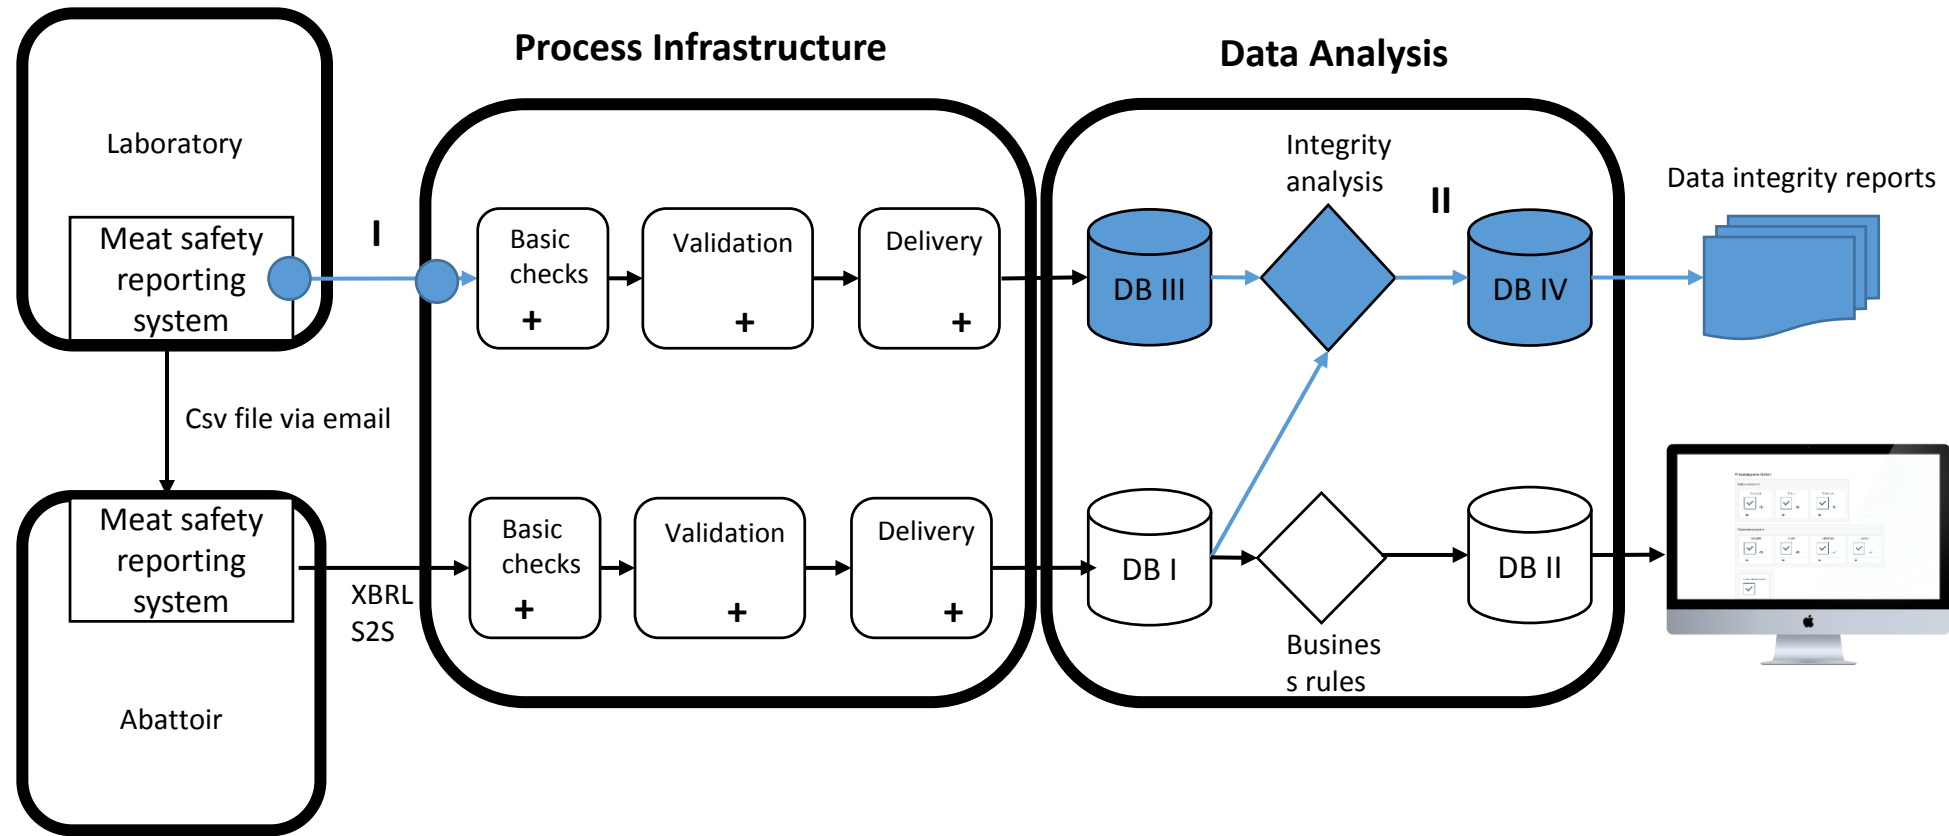 Process Infrastructure
Data Analysis
Laboratory
Meat safety
reporting
system
I
Basic
checks
+
Validation
+
Delivery
+
DB III
Integrity
analysis
II
DB IV
Data integrity reports
Csv file via email
Meat safety
reporting
system
Abattoir
XBRL
S2S
Basic
checks
+
Validation
+
Delivery
+
DB I
Busines
s rules
DB II